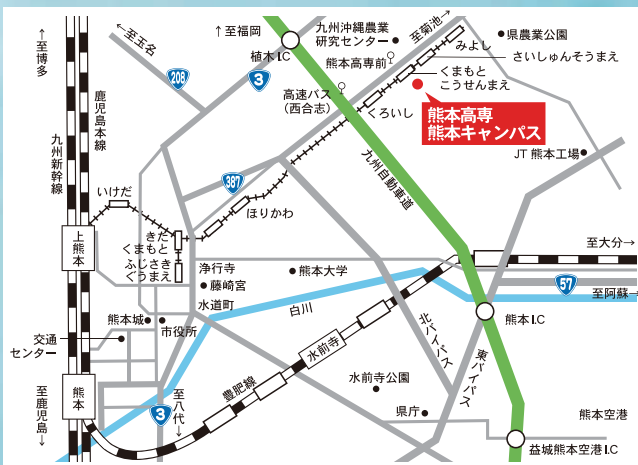 ←至玉名
↑至福岡
九州沖縄農業
研究センター
至菊池→
県農業公園
↑至博多
植木I.C
熊本高専前
みよし
さいしゅんそうまえ
208
3
くまもと
こうせんまえ
高速バス
(西合志)
くろいし
熊本高専
熊本キャンパス
鹿児島本線
九州新幹線
九州自動車道
JT 熊本工場
387
いけだ
ほりかわ
上熊本
きた
くまもと
ふじさき
ぐうまえ
浄行寺
藤崎宮
水道町
熊本大学
至大分→
57
至阿蘇→
白川
熊本城
市役所
交通
センター
北バイパス
東バイパス
熊本I.C
水前寺
豊肥線
水前寺公園
熊本
至鹿児島↓
3
至八代↓
県庁
熊本空港
益城熊本空港I.C